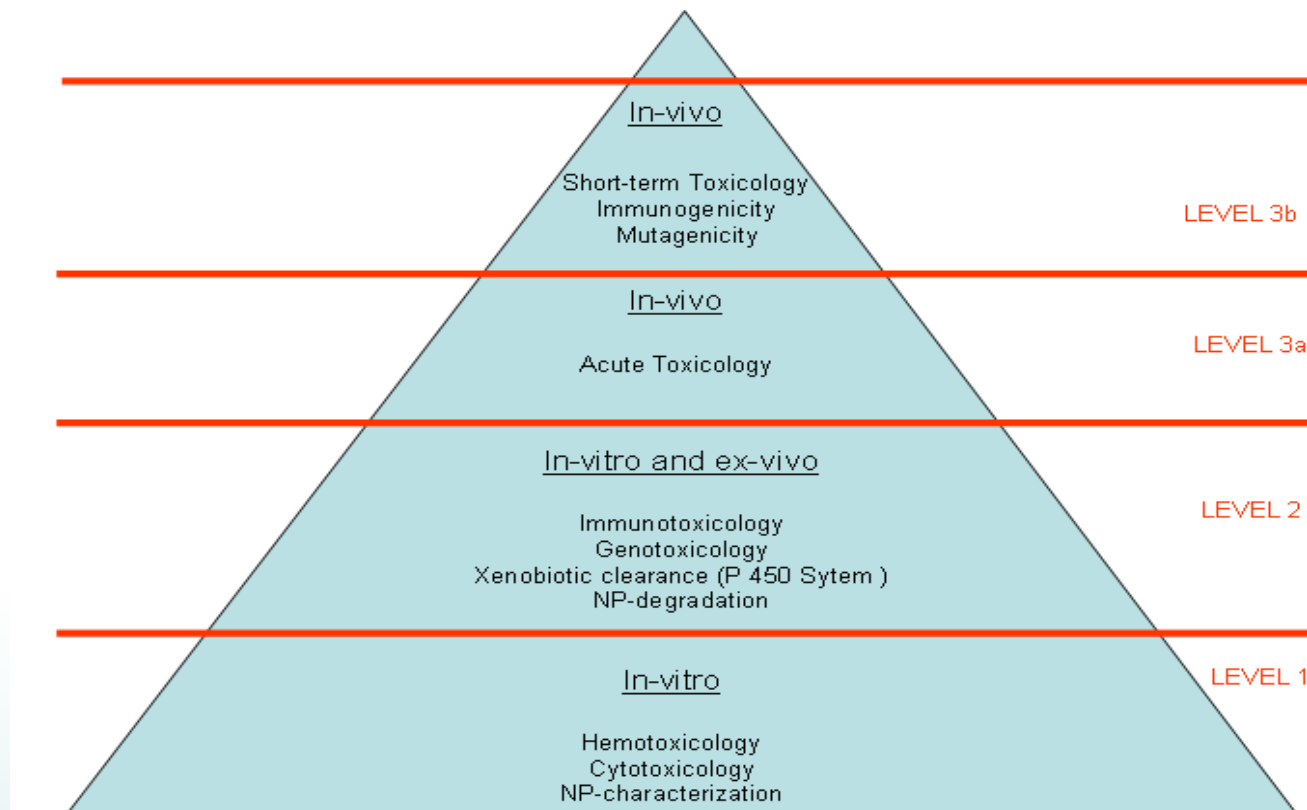 In-vivo
Short-term Toxicology
Immunogenicity
Mutagenicity
LEVEL 3b
In-vivo
Acute Toxicology
LEVEL 3a
In-vitro and ex-vivo
Immunotoxicology
Genotoxicology
Xenobiotic clearance (P 450 Sytem )
NP-degradation
LEVEL 2
In-vitro
Hemotoxicology
Cytotoxicology
NP-characterization
LEVEL 1